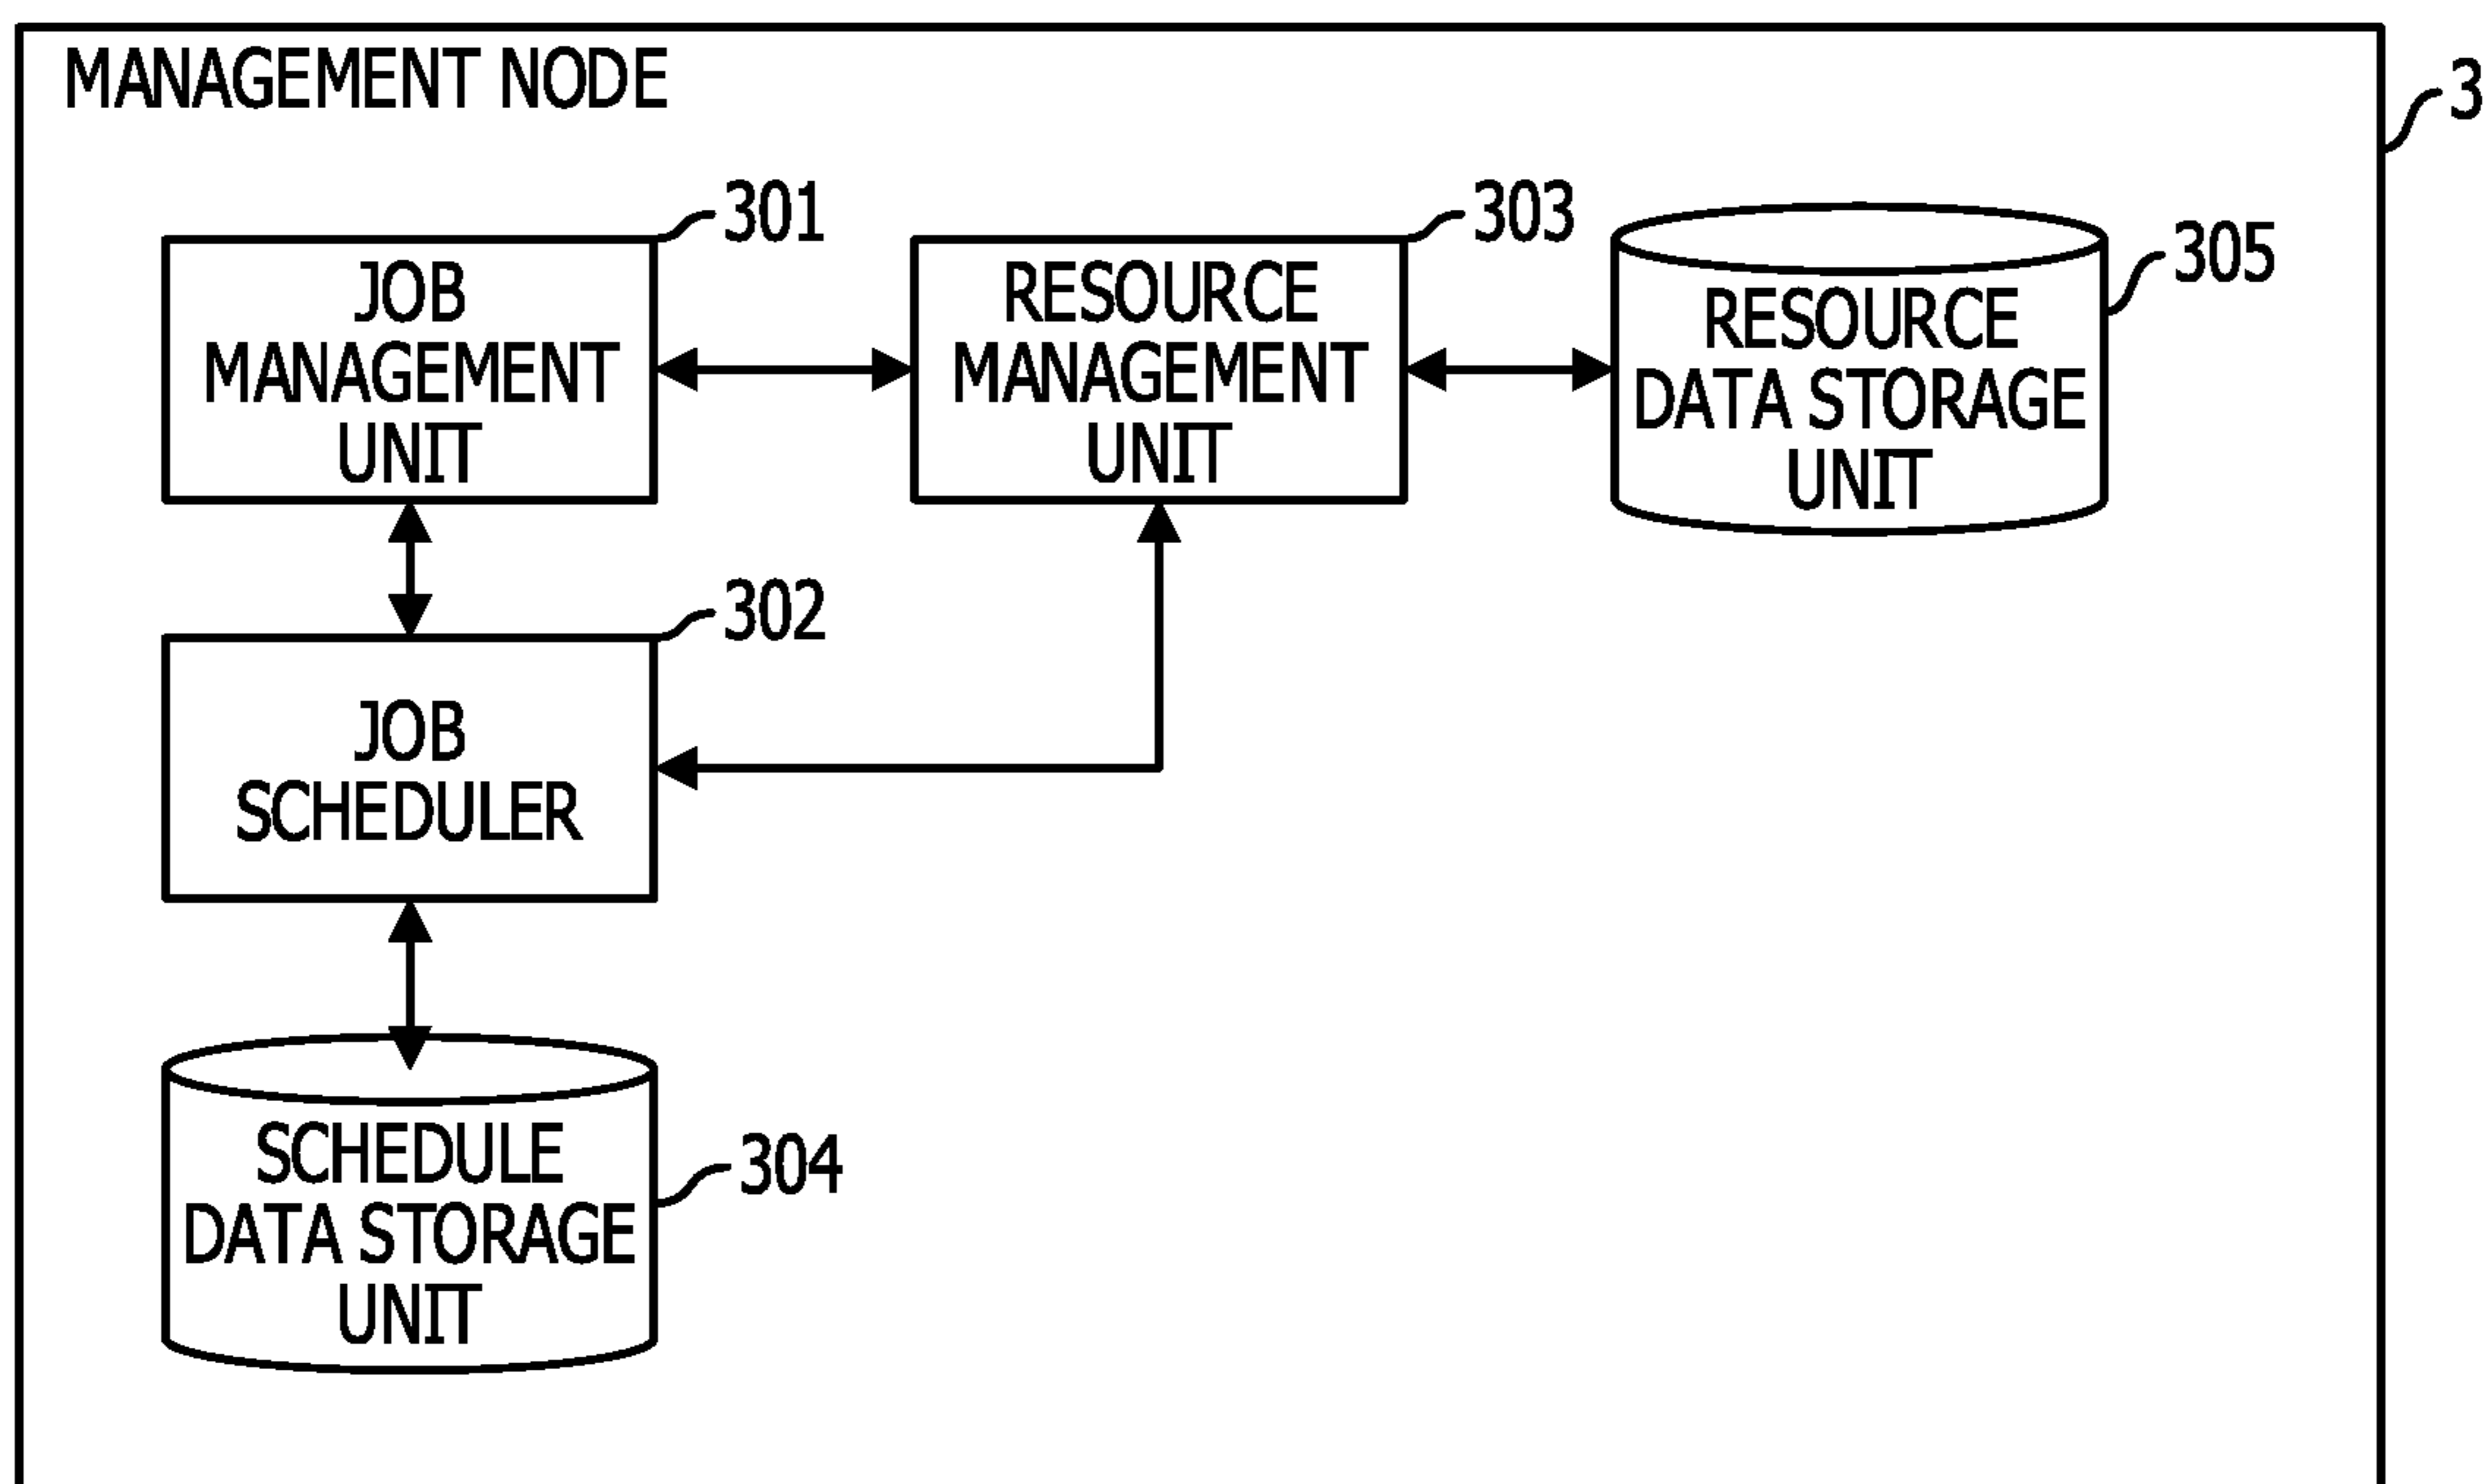 MANAGEMENT NODE
3
301
JOB
MANAGEMENT
UNIT
303
RESOURCE
MANAGEMENT
UNIT
305
RESOURCE
DATA STORAGE
UNIT
302
JOB
SCHEDULER
304
SCHEDULE
DATA STORAGE
UNIT